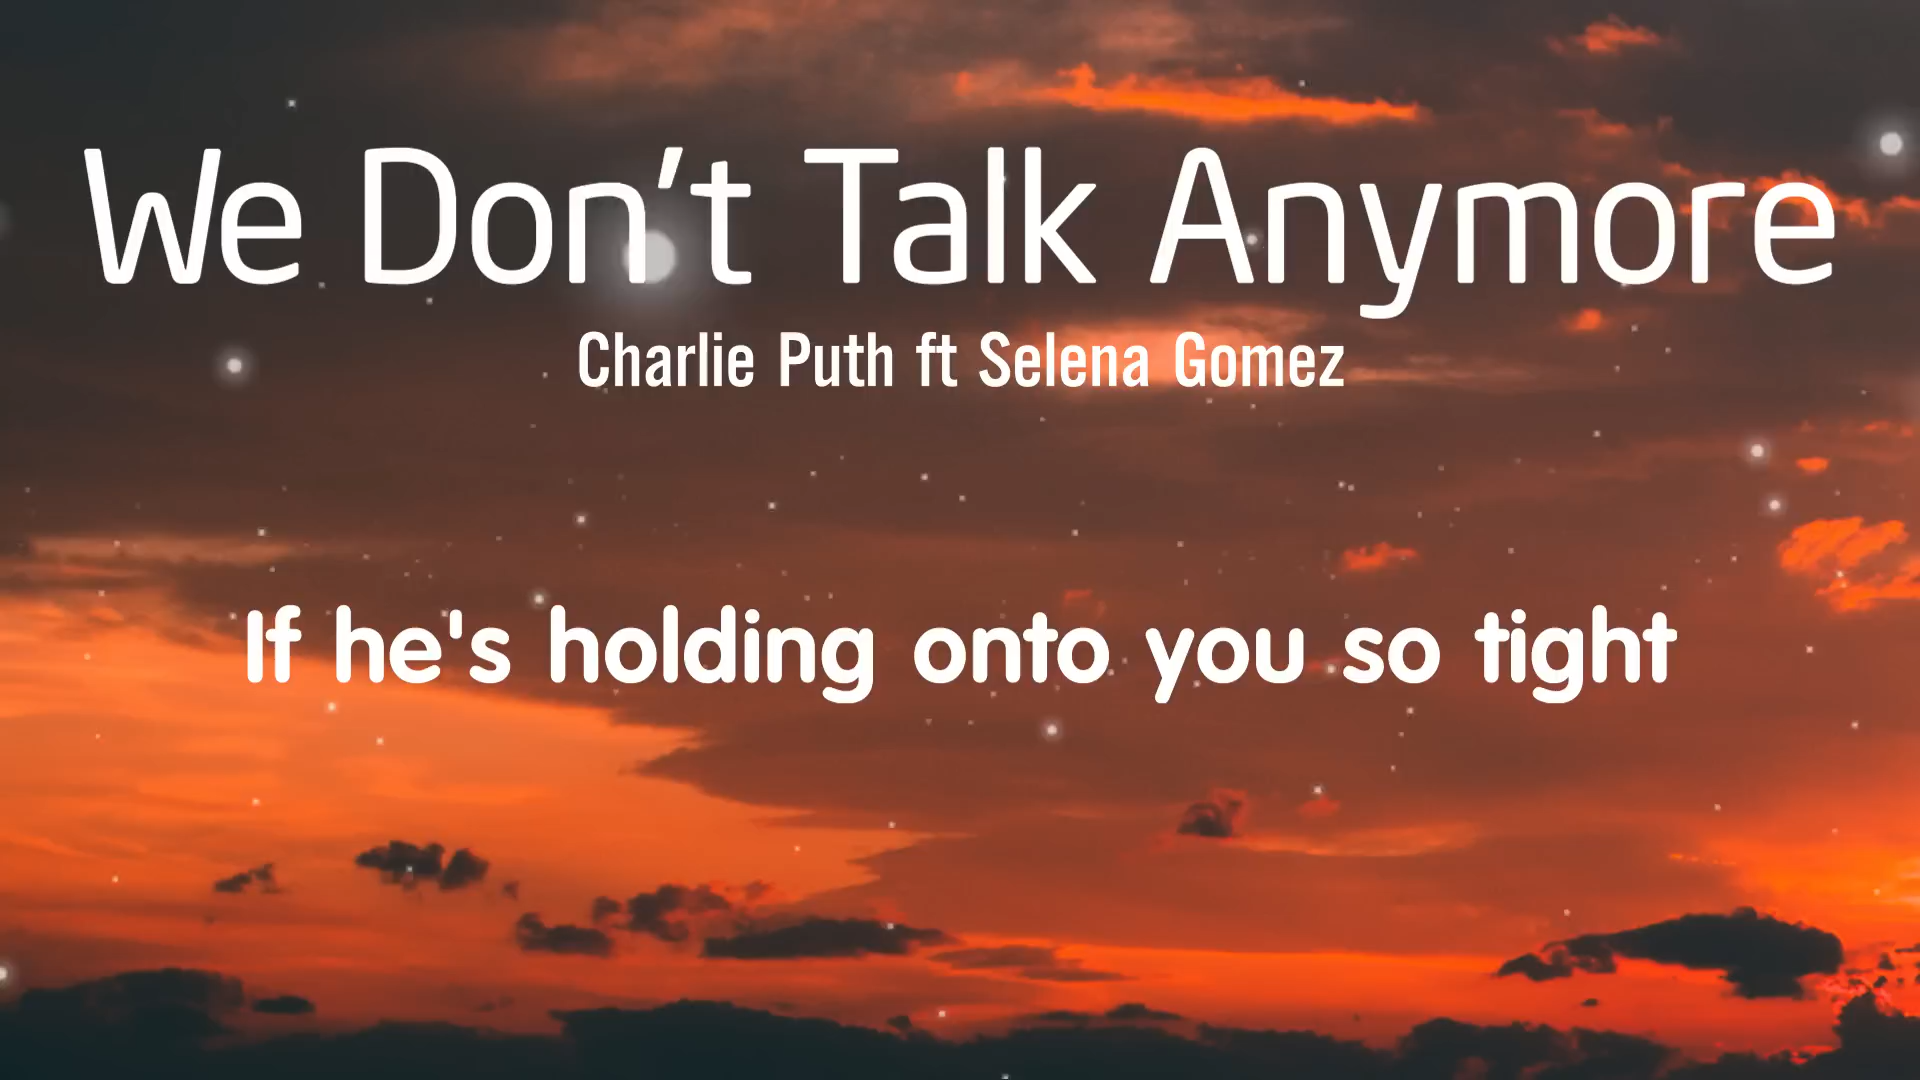 We Don't Talk Anymore
Charlie Puth ft Selena Gomez
If he's holding onto you so tight